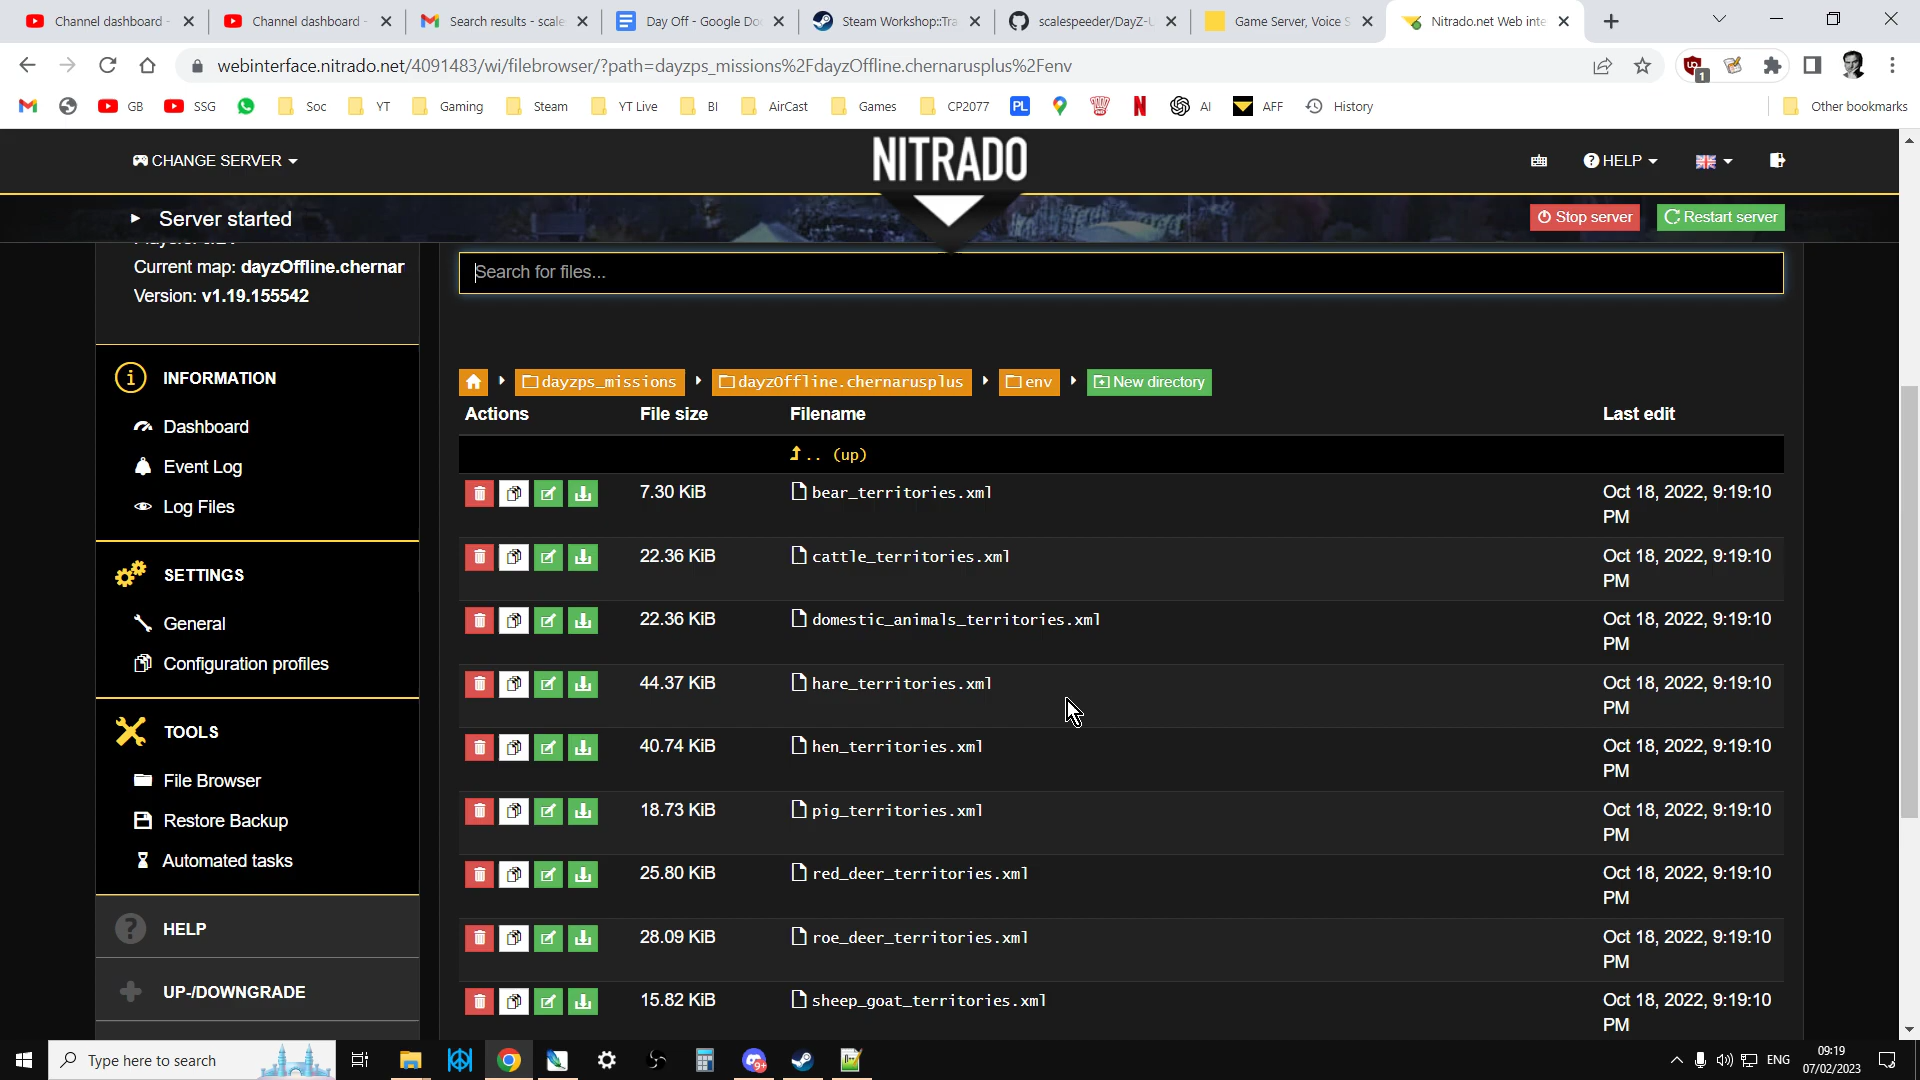 Channel dashboard -
Channel dashboard -
Search results - scale
Day Off - Google Do
Steam Workshop::Tra
scalespeeder/DayZ-L
Game Server, Voice S
Nitrado.net Web inte
webinterface.nitrado.net/4091483/wi/filebrowser/?path=dayzps_missions%2FdayzOffline.chernarusplus%2Fenv
1
GB
SSG
Soc
YT
Gaming
Steam
YT Live
BI
AirCast
Games
CP2077
PL
AI
AFF
History
Other bookmarks
CHANGE SERVER
NITRADO
HELP
Server started
Stop server
Restart server
Current map: dayzOffline.chernar
Version: v1.19.155542
Search for files...
INFORMATION
Dashboard
Event Log
Log Files
SETTINGS
General
Configuration profiles
TOOLS
File Browser
Restore Backup
Automated tasks
HELP
UP-/DOWNGRADE
dayzps_missions
dayzOffline.chernarusplus
env
New directory
Actions
File size
Filename
Last edit
.. (up)
7.30 KiB
bear_territories.xml
Oct 18, 2022, 9:19:10
PM
22.36 KiB
cattle_territories.xml
Oct 18, 2022, 9:19:10
PM
22.36 KiB
domestic_animals_territories.xml
Oct 18, 2022, 9:19:10
PM
44.37 KiB
hare_territories.xml
Oct 18, 2022, 9:19:10
PM
40.74 KiB
hen_territories.xml
Oct 18, 2022, 9:19:10
PM
18.73 KiB
pig_territories.xml
Oct 18, 2022, 9:19:10
PM
25.80 KiB
red_deer_territories.xml
Oct 18, 2022, 9:19:10
PM
28.09 KiB
roe_deer_territories.xml
Oct 18, 2022, 9:19:10
PM
15.82 KiB
sheep_goat_territories.xml
Oct 18, 2022, 9:19:10
PM
Type here to search
9+
ENG
09:19
07/02/2023